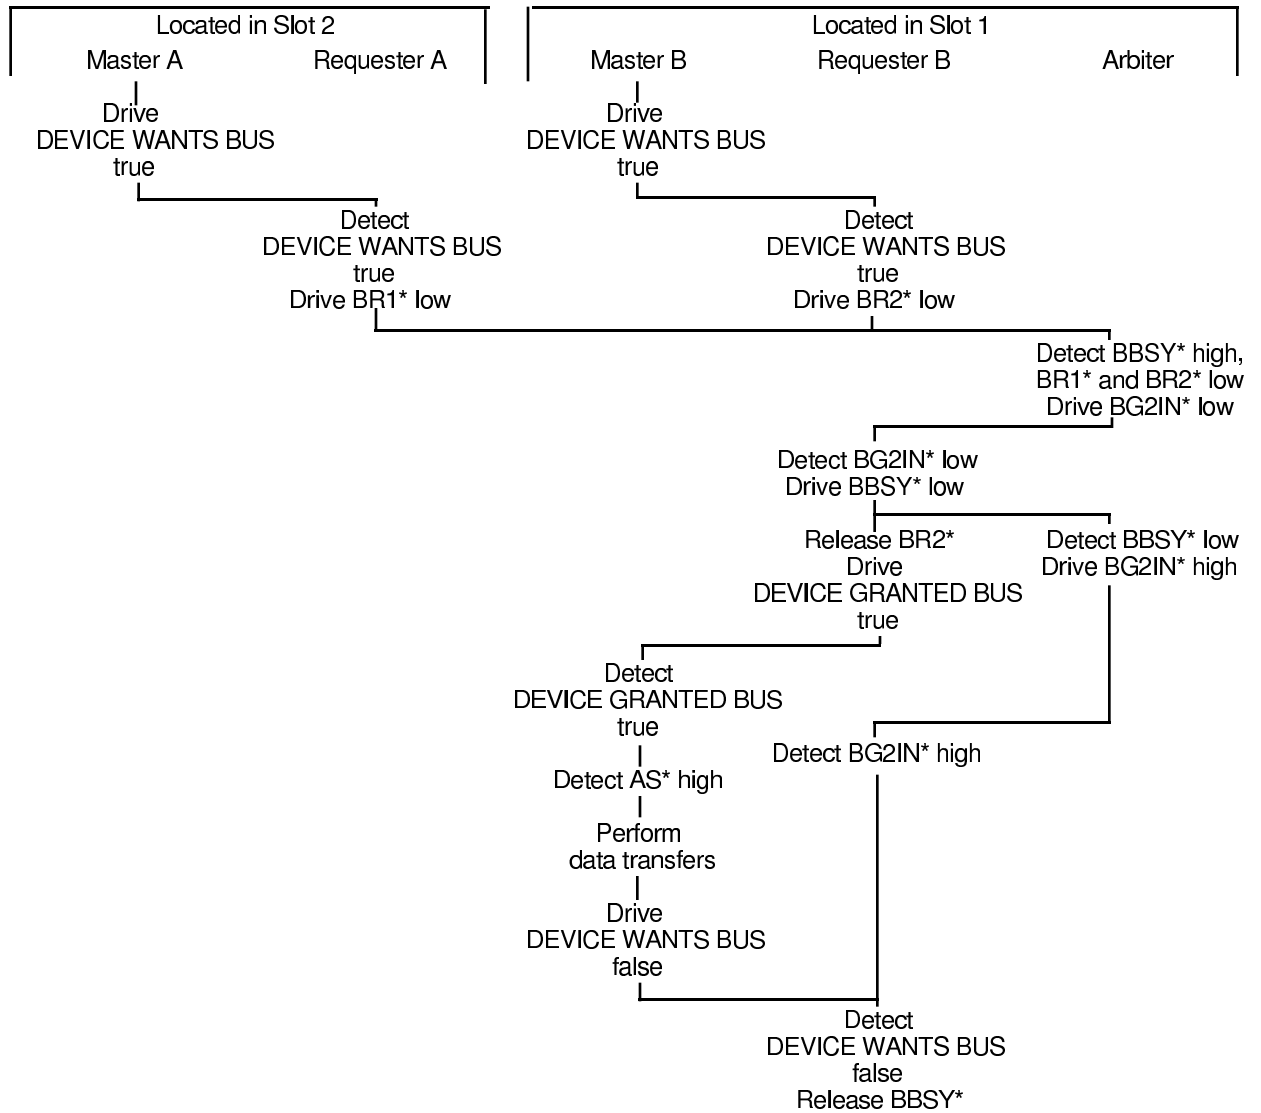 Located in Slot 2
Located in Slot 1
Master A
Requester A
Master B
Requester B
Arbiter
Drive
DEVICE WANTS BUS
true
Drive
DEVICE WANTS BUS
true
Detect
DEVICE WANTS BUS
true
Drive BR1* low
Detect
DEVICE WANTS BUS
true
Drive BR2* low
Detect BBSY* high,
BR1* and BR2* low
Drive BG2IN* low
Detect BG2IN* low
Drive BBSY* low
Release BR2*
Drive
DEVICE GRANTED BUS
true
Detect BBSY* low
Drive BG2IN* high
Detect
DEVICE GRANTED BUS
true
Detect BG2IN* high
Detect AS* high
Perform
data transfers
Drive
DEVICE WANTS BUS
false
Detect
DEVICE WANTS BUS
false
Release BBSY*